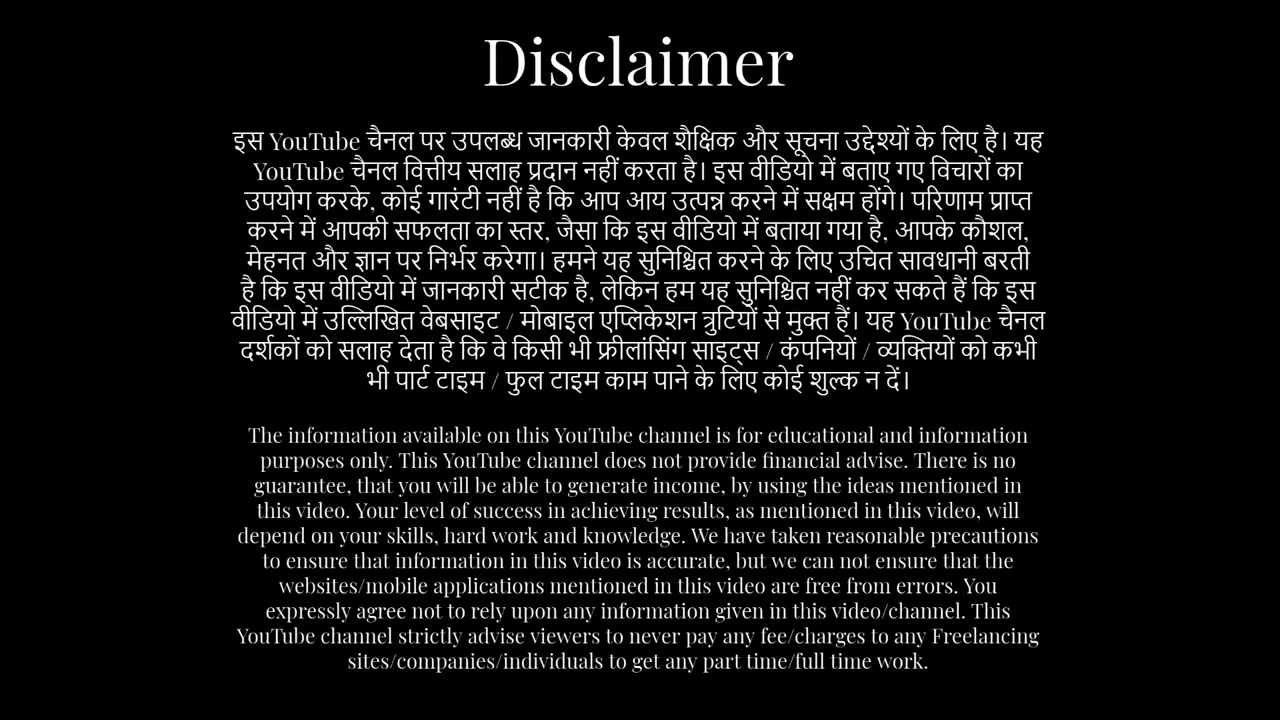 Disclaimer
इस YouTube चैनल पर उपलब्ध जानकारी केवल शैक्षिक और सूचना उद्देश्यों के लिए है। यह
YouTube चैनल वित्तीय सलाह प्रदान नहीं करता है। इस वीडियो में बताए गए विचारों का
उपयोग करके, कोई गारंटी नहीं है कि आप आय उत्पन्न करने में सक्षम होंगे। परिणाम प्राप्त
करने में आपकी सफलता का स्तर, जैसा कि इस वीडियो में बताया गया है, आपके कौशल,
मेहनत और ज्ञान पर निर्भर करेगा। हमने यह सुनिश्चित करने के लिए उचित सावधानी बरती
है कि इस वीडियो में जानकारी सटीक है, लेकिन हम यह सुनिश्चित नहीं कर सकते हैं कि इस
वीडियो में उल्लिखित वेबसाइट / मोबाइल एप्लिकेशन त्रुटियों से मुक्त हैं। यह YouTube चैनल
दर्शकों को सलाह देता है कि वे किसी भी फ्रीलांसिंग साइट्स / कंपनियों / व्यक्तियों को कभी
भी पार्ट टाइम / फुल टाइम काम पाने के लिए कोई शुल्क न दें।
The information available on this YouTube channel is for educational and information
purposes only. This YouTube channel does not provide financial advise. There is no
guarantee, that you will be able to generate income, by using the ideas mentioned in
this video. Your level of success in achieving results, as mentioned in this video, will
depend on your skills, hard work and knowledge. We have taken reasonable precautions
to ensure that information in this video is accurate, but we can not ensure that the
websites/mobile applications mentioned in this video are free from errors. You
expressly agree not to rely upon any information given in this video/channel. This
YouTube channel strictly advise viewers to never pay any fee/charges to any Freelancing
sites/companies/individuals to get any part time/full time work.